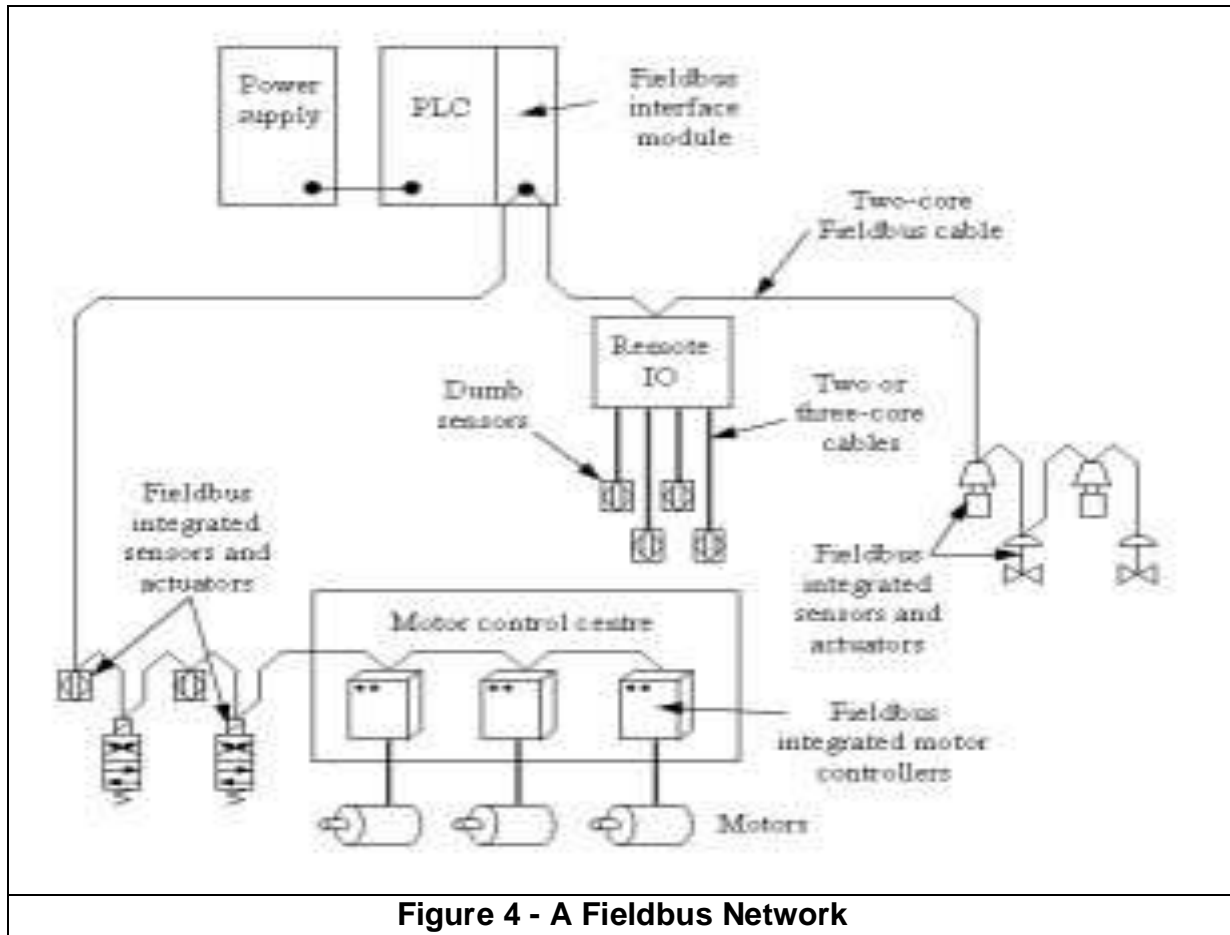 Power
supply
PLC
Fieldbus
interface
module
Two-core
Fieldbus cable
Remote
IO
Dumb
sensors
Two or
three-core
cables
Fieldbus
integrated
sensors and
actuators
Fieldbus
integrated
sensors and
actuators
Motor control centre
Fieldbus
integrated motor
controllers
Motors
Figure 4 - A Fieldbus Network